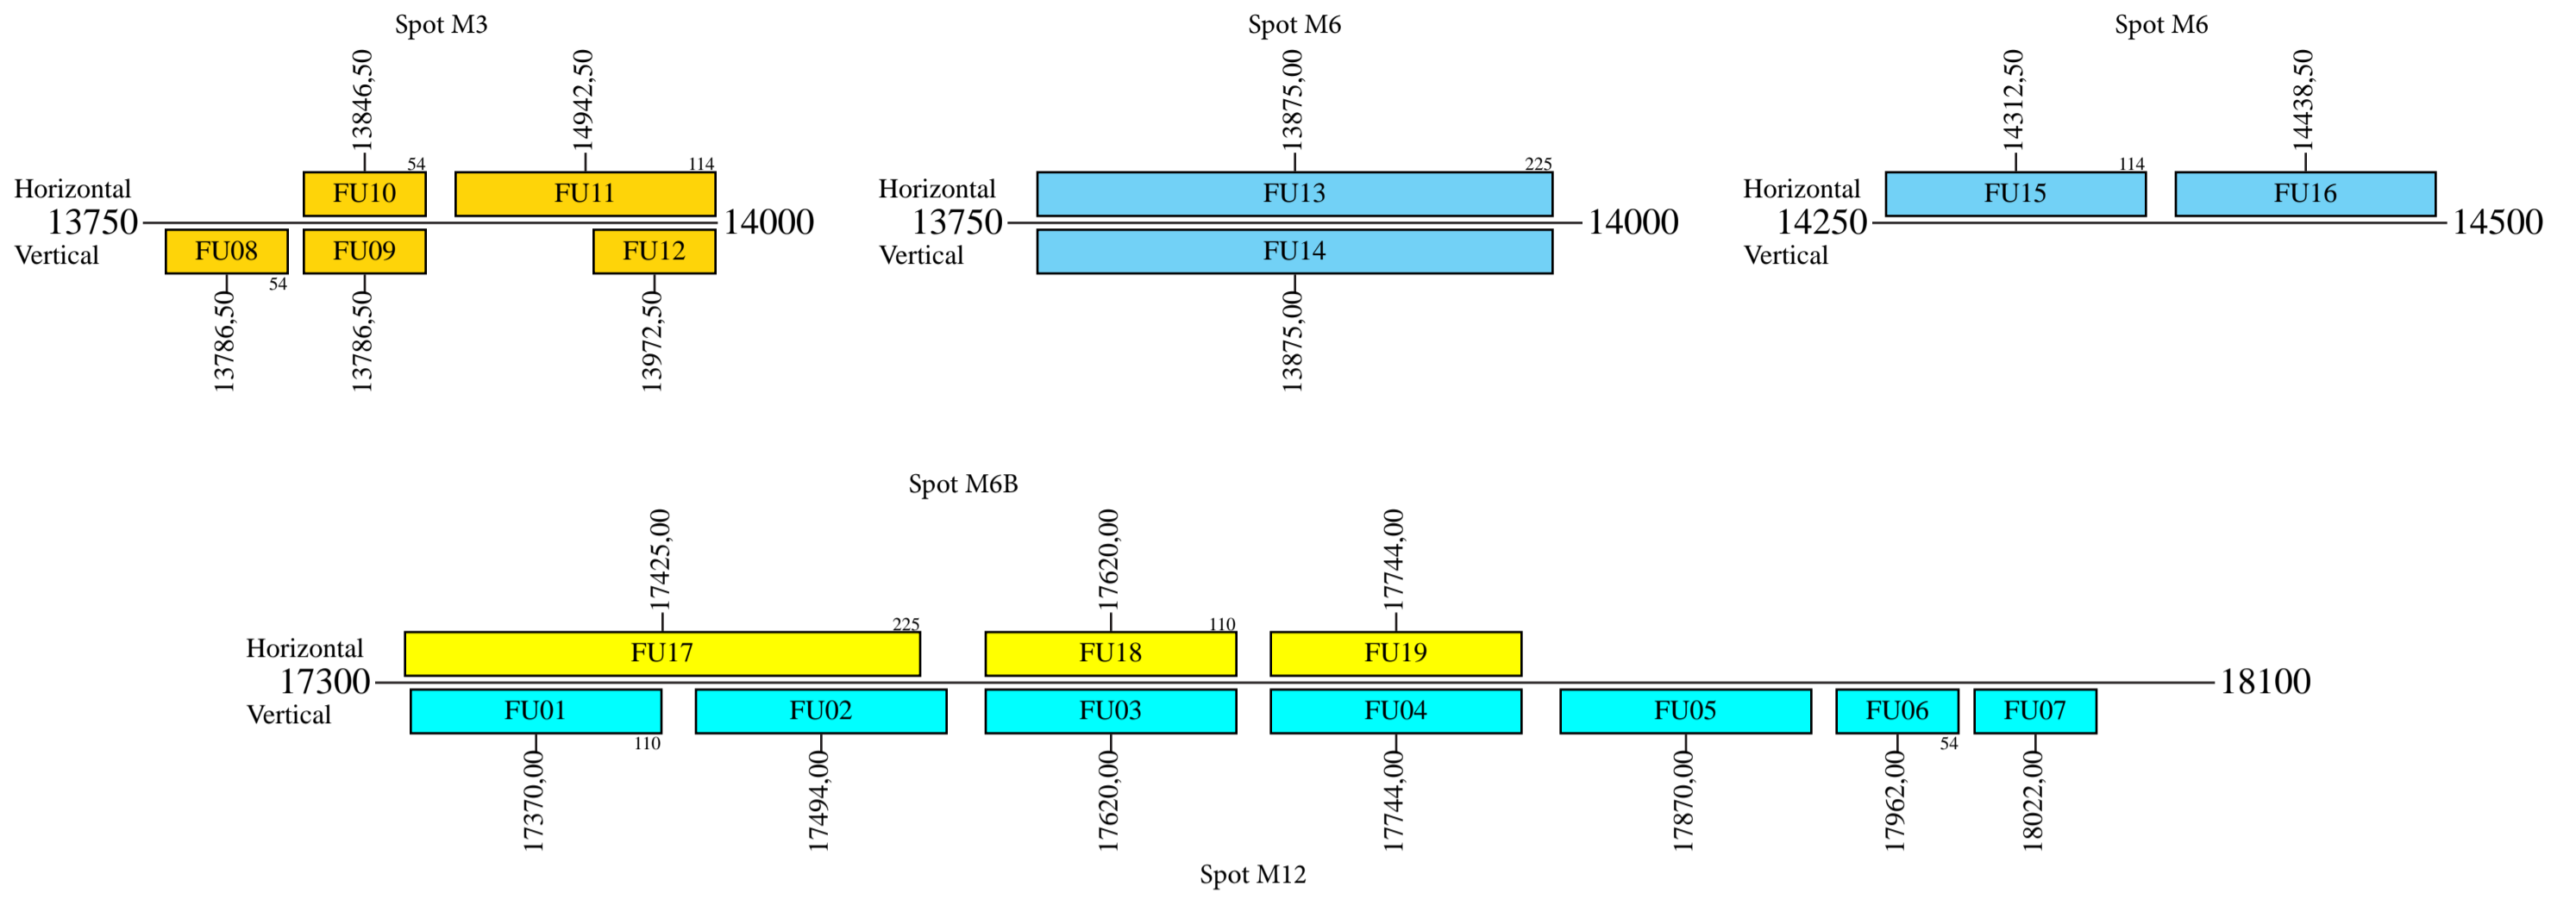 Spot M3
13846,50
14942,50
54
114
Horizontal
FU10
FU11
13750
14000
Vertical
FU08
FU09
FU12
54
13786,50
13786,50
13972,50
Spot M6
13875,00
225
Horizontal
FU13
13750
14000
Vertical
FU14
13875,00
Spot M6
14312,50
14438,50
114
Horizontal
FU15
FU16
14250
14500
Vertical
Spot M6B
17425,00
17620,00
17744,00
225
110
Horizontal
FU17
FU18
FU19
17300
18100
Vertical
FU01
FU02
FU03
FU04
FU05
FU06
FU07
110
54
17370,00
17494,00
17620,00
17744,00
17870,00
17962,00
18022,00
Spot M12